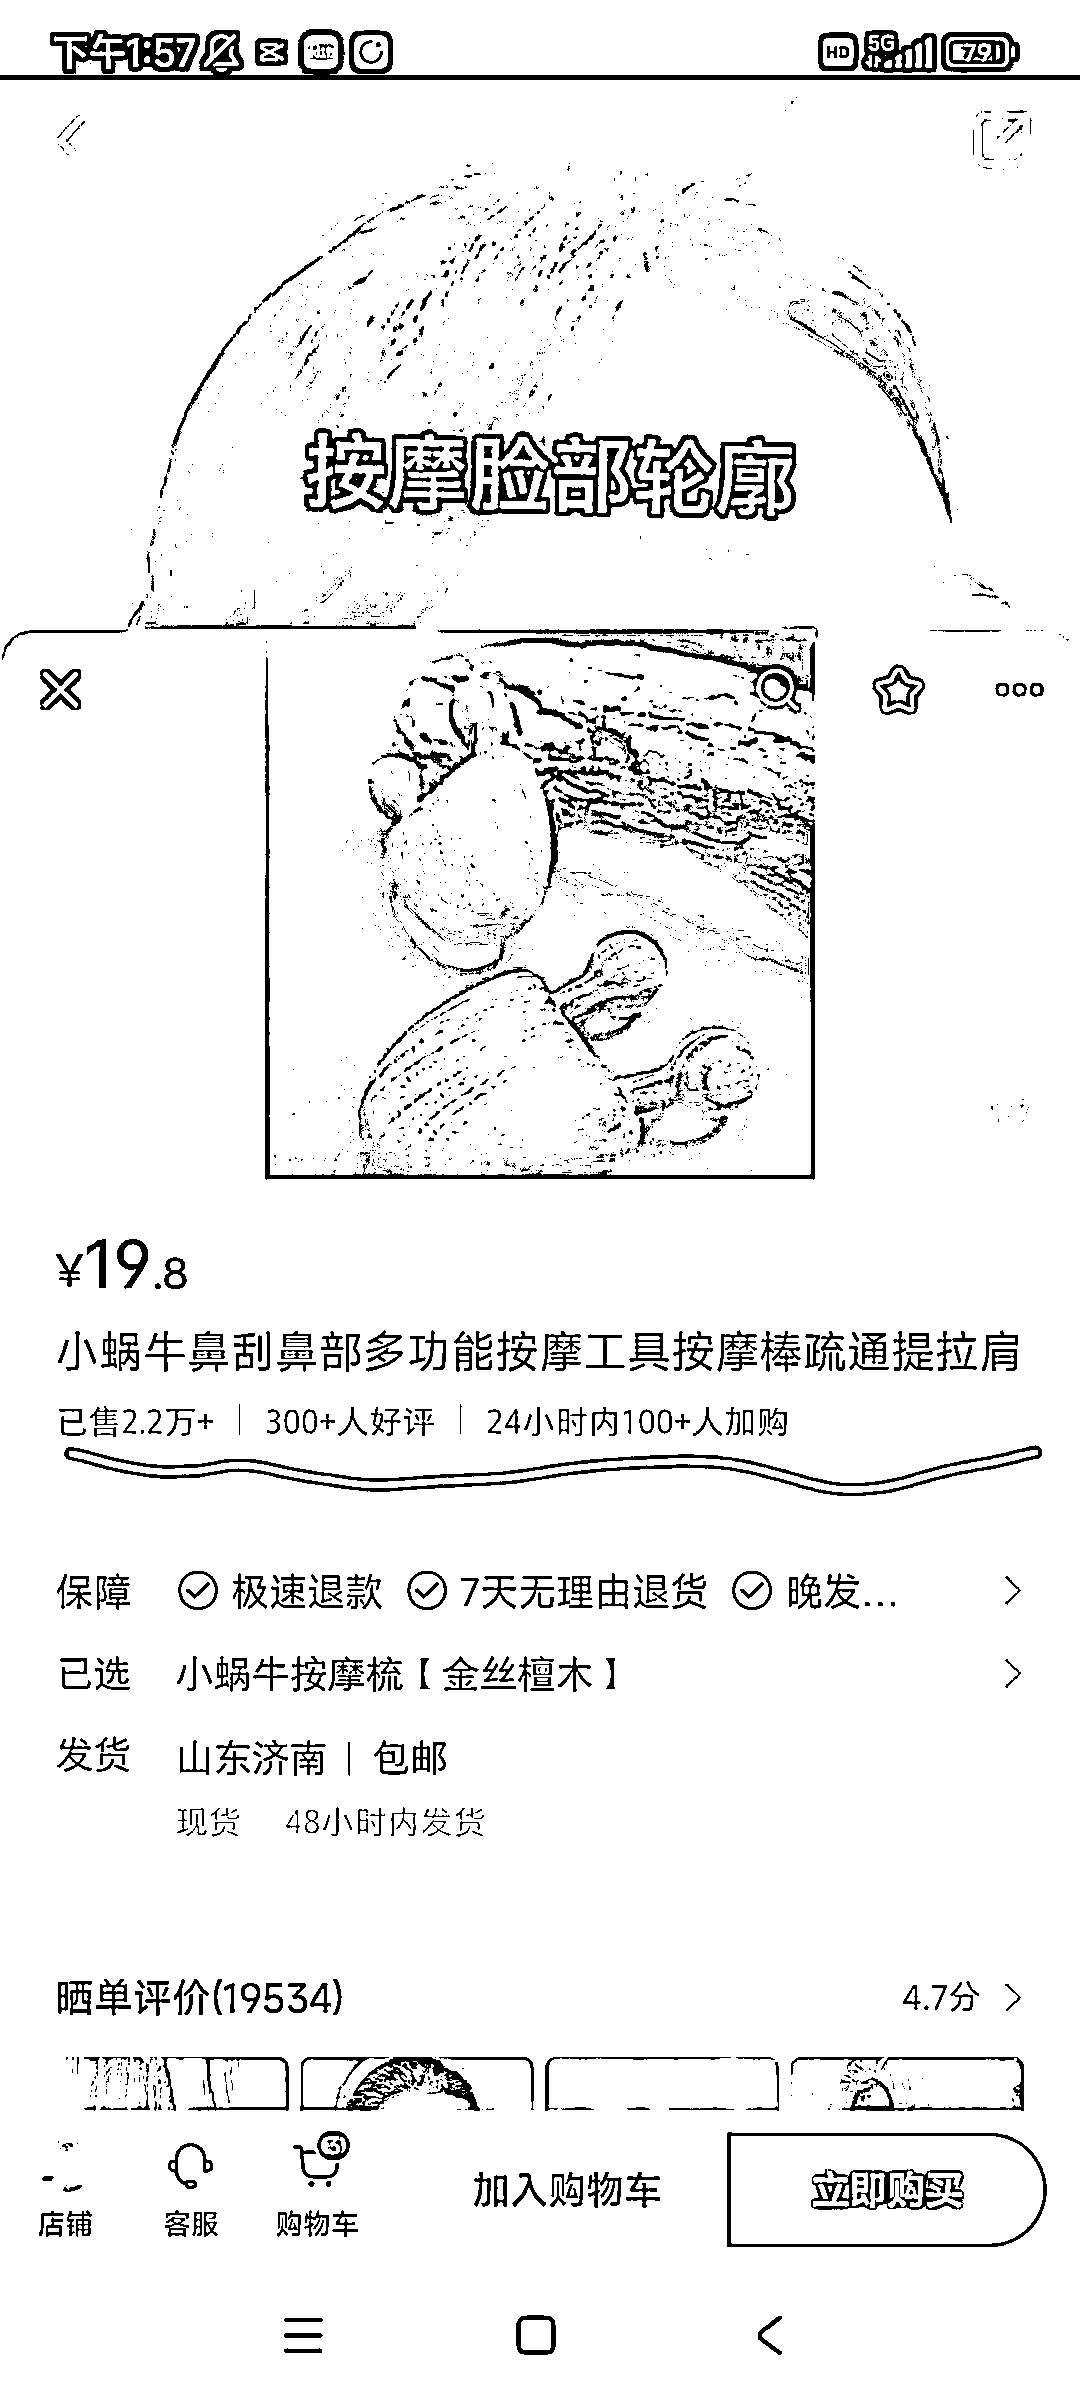 下午1:57
HD 5G 79
按摩脸部轮廓
¥19.8
小蜗牛鼻刮鼻部多功能按摩工具按摩棒疏通提拉肩
已售2.2万+ | 300+人好评 | 24小时内100+人加购
保障 极速退款 7天无理由退货 晚发...
已选 小蜗牛按摩梳【金丝檀木】
发货 山东济南 | 包邮
现货 48小时内发货
晒单评价(19534) 4.7分
店铺 客服 购物车 加入购物车 立即购买